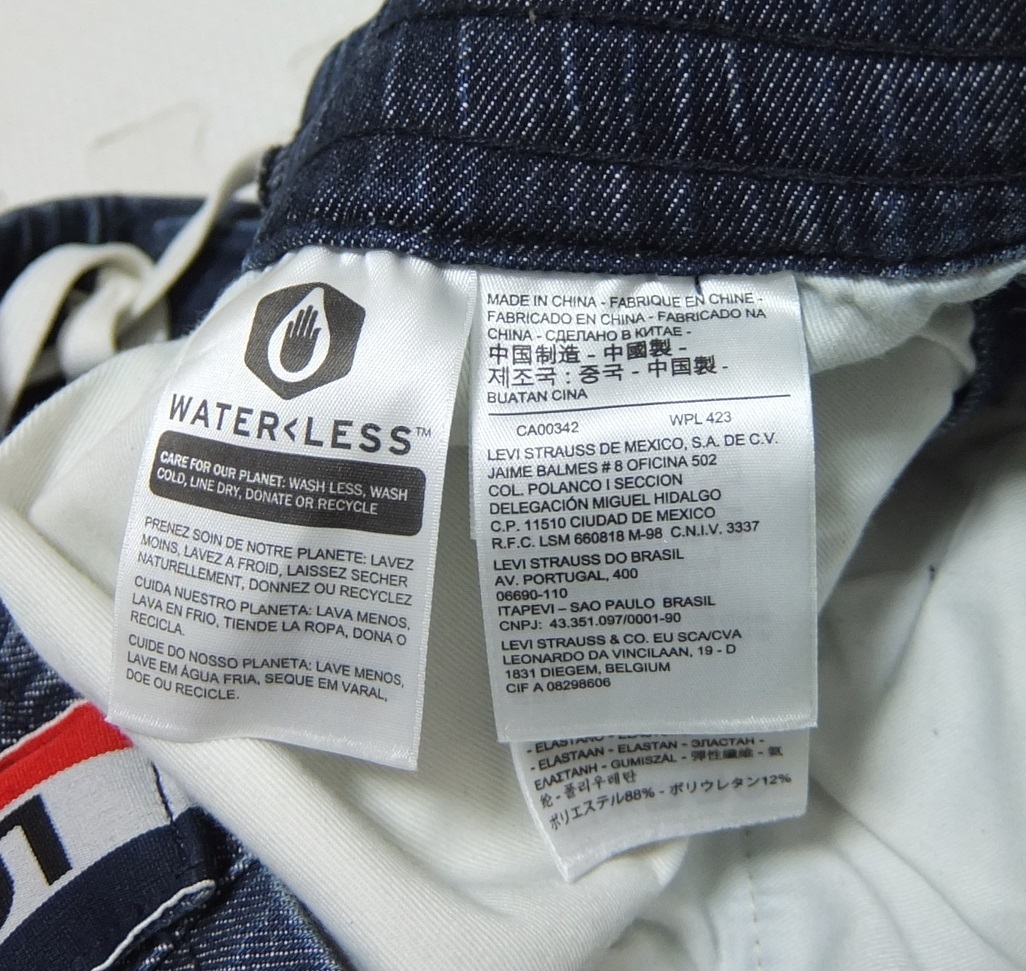 WATER<LESS™
CARE FOR OUR PLANET: WASH LESS, WASH
COLD, LINE DRY, DONATE OR RECYCLE
PRENEZ SOIN DE NOTRE PLANETE: LAVEZ
MOINS, LAVEZ A FROID, LAISSEZ SECHER
NATURELLEMENT, DONNEZ OU RECYCLEZ
CUIDA NUESTRO PLANETA: LAVA MENOS,
LAVA EN FRIO, TIENDE LA ROPA, DONA O
RECICLA.
CUIDE DO NOSSO PLANETA: LAVE MENOS,
LAVE EM ÁGUA FRIA, SEQUE EM VARAL,
DOE OU RECICLE.
MADE IN CHINA - FABRIQUE EN CHINE -
FABRICADO EN CHINA - FABRICADO NA
CHINA - СДЕЛАНО В КИТАЕ -
中国制造 - 中國製 -
제조국 : 중국 - 中国製 -
BUATAN CINA
CA00342 WPL 423
LEVI STRAUSS DE MEXICO, S.A. DE C.V.
JAIME BALMES # 8 OFICINA 502
COL. POLANCO I SECCION
DELEGACIÓN MIGUEL HIDALGO
C.P. 11510 CIUDAD DE MEXICO
R.F.C. LSM 660818 M-98 C.N.I.V. 3337
LEVI STRAUSS DO BRASIL
AV. PORTUGAL, 400
06690-110
ITAPEVI – SAO PAULO BRASIL
CNPJ: 43.351.097/0001-90
LEVI STRAUSS & CO. EU SCA/CVA
LEONARDO DA VINCILAAN, 19 - D
1831 DIEGEM, BELGIUM
CIF A 08298606
- ELASTANO - ELASTAN -
- ELASTAAN - ELASTAN - ЭЛАСТАН -
ΕΛΑΣΤΑΝΗ - GUMISZAL - 彈性纖維 - 氨
纶 - 폴리우레탄
ポリエステル88% - ポリウレタン12%